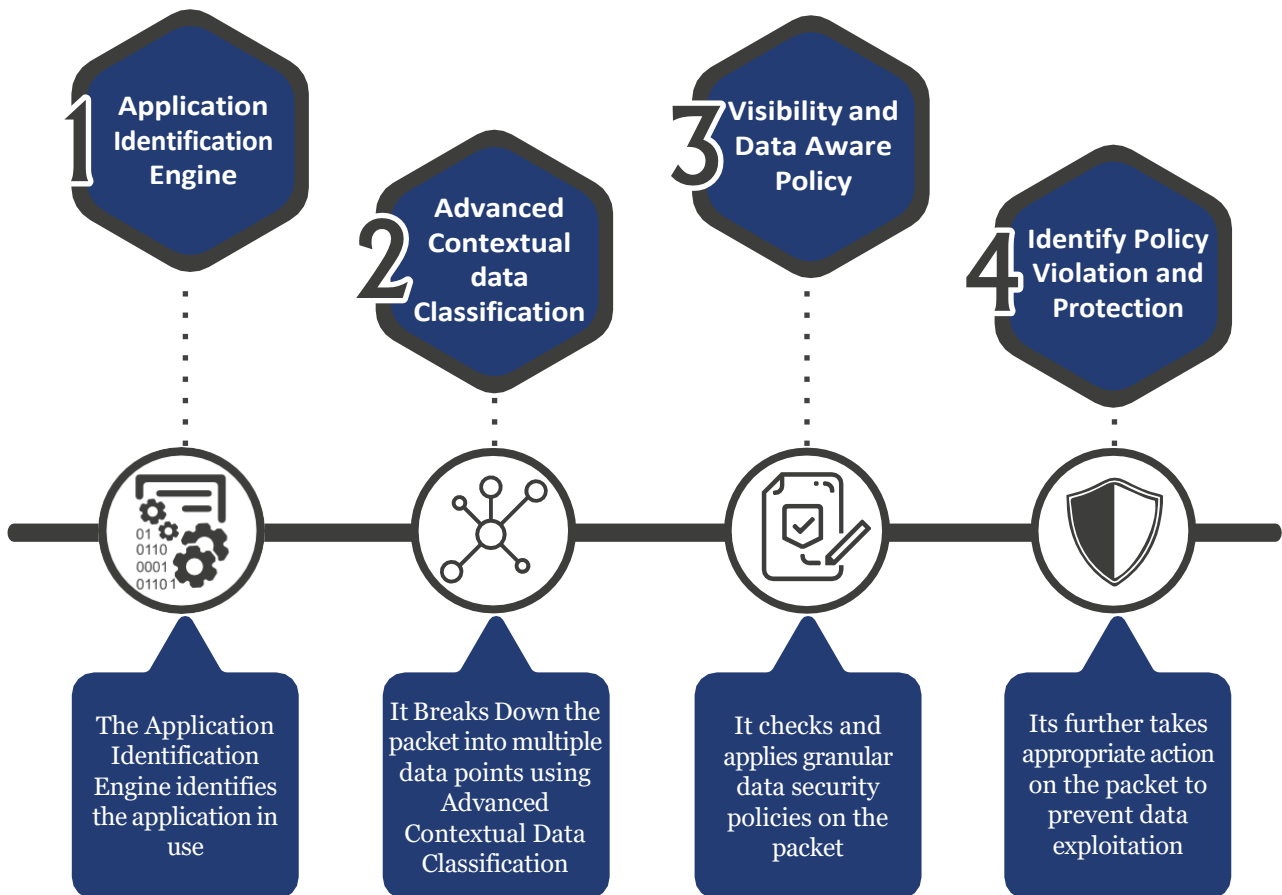 1
Application
Identification
Engine
2
Advanced
Contextual
data
Classification
3
Visibility and
Data Aware
Policy
4
Identify Policy
Violation and
Protection
01
0110
0001
01101
The Application
Identification
Engine identifies
the application in
use
It Breaks Down the
packet into multiple
data points using
Advanced
Contextual Data
Classification
It checks and
applies granular
data security
policies on the
packet
Its further takes
appropriate action
on the packet to
prevent data
exploitation